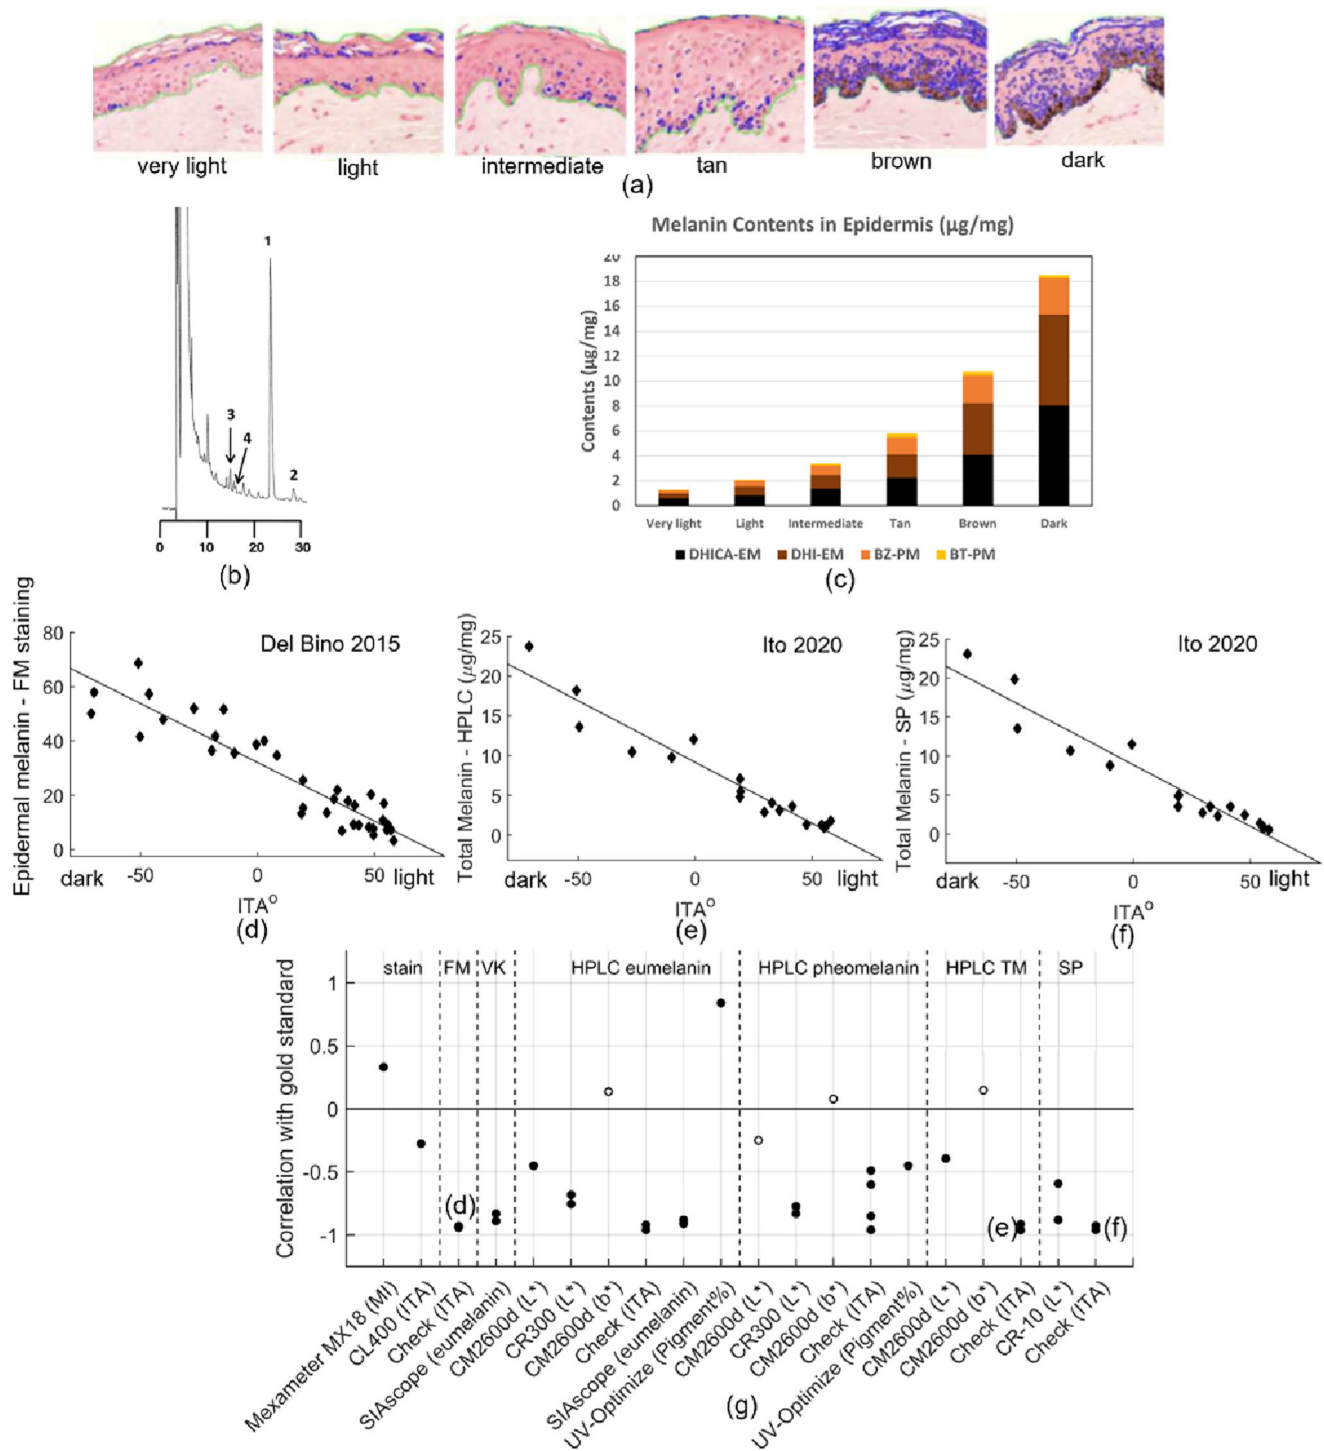 very light
light
intermediate
tan
brown
dark
(a)
1
3
4
2
0 10 20 30
(b)
Melanin Contents in Epidermis (µg/mg)
Contents (µg/mg)
20
18
16
14
12
10
8
6
4
2
0
Very light Light Intermediate Tan Brown Dark
DHICA-EM DHI-EM BZ-PM BT-PM
(c)
Epidermal melanin - FM staining
Del Bino 2015
80
60
40
20
0
dark -50 0 50 light
ITA°
(d)
Total Melanin - HPLC (µg/mg)
Ito 2020
25
20
15
10
5
0
dark -50 0 50 light
ITA°
(e)
Total Melanin - SP (µg/mg)
Ito 2020
25
20
15
10
5
0
dark -50 0 50 light
ITA°
(f)
Correlation with gold standard
stain FM VK HPLC eumelanin HPLC pheomelanin HPLC TM SP
1
0.5
0
-0.5
-1
(d)
(e)
(f)
Mexameter MX18 (MI)
CL400 (ITA)
Check (ITA)
SIAscope (eumelanin)
CM2600d (L*)
CR300 (L*)
CM2600d (b*)
Check (ITA)
SIAscope (eumelanin)
UV-Optimize (Pigment%)
CM2600d (L*)
CR300 (L*)
CM2600d (b*)
Check (ITA)
UV-Optimize (Pigment%)
CM2600d (L*)
CM2600d (b*)
Check (ITA)
CR-10 (L*)
Check (ITA)
(g)